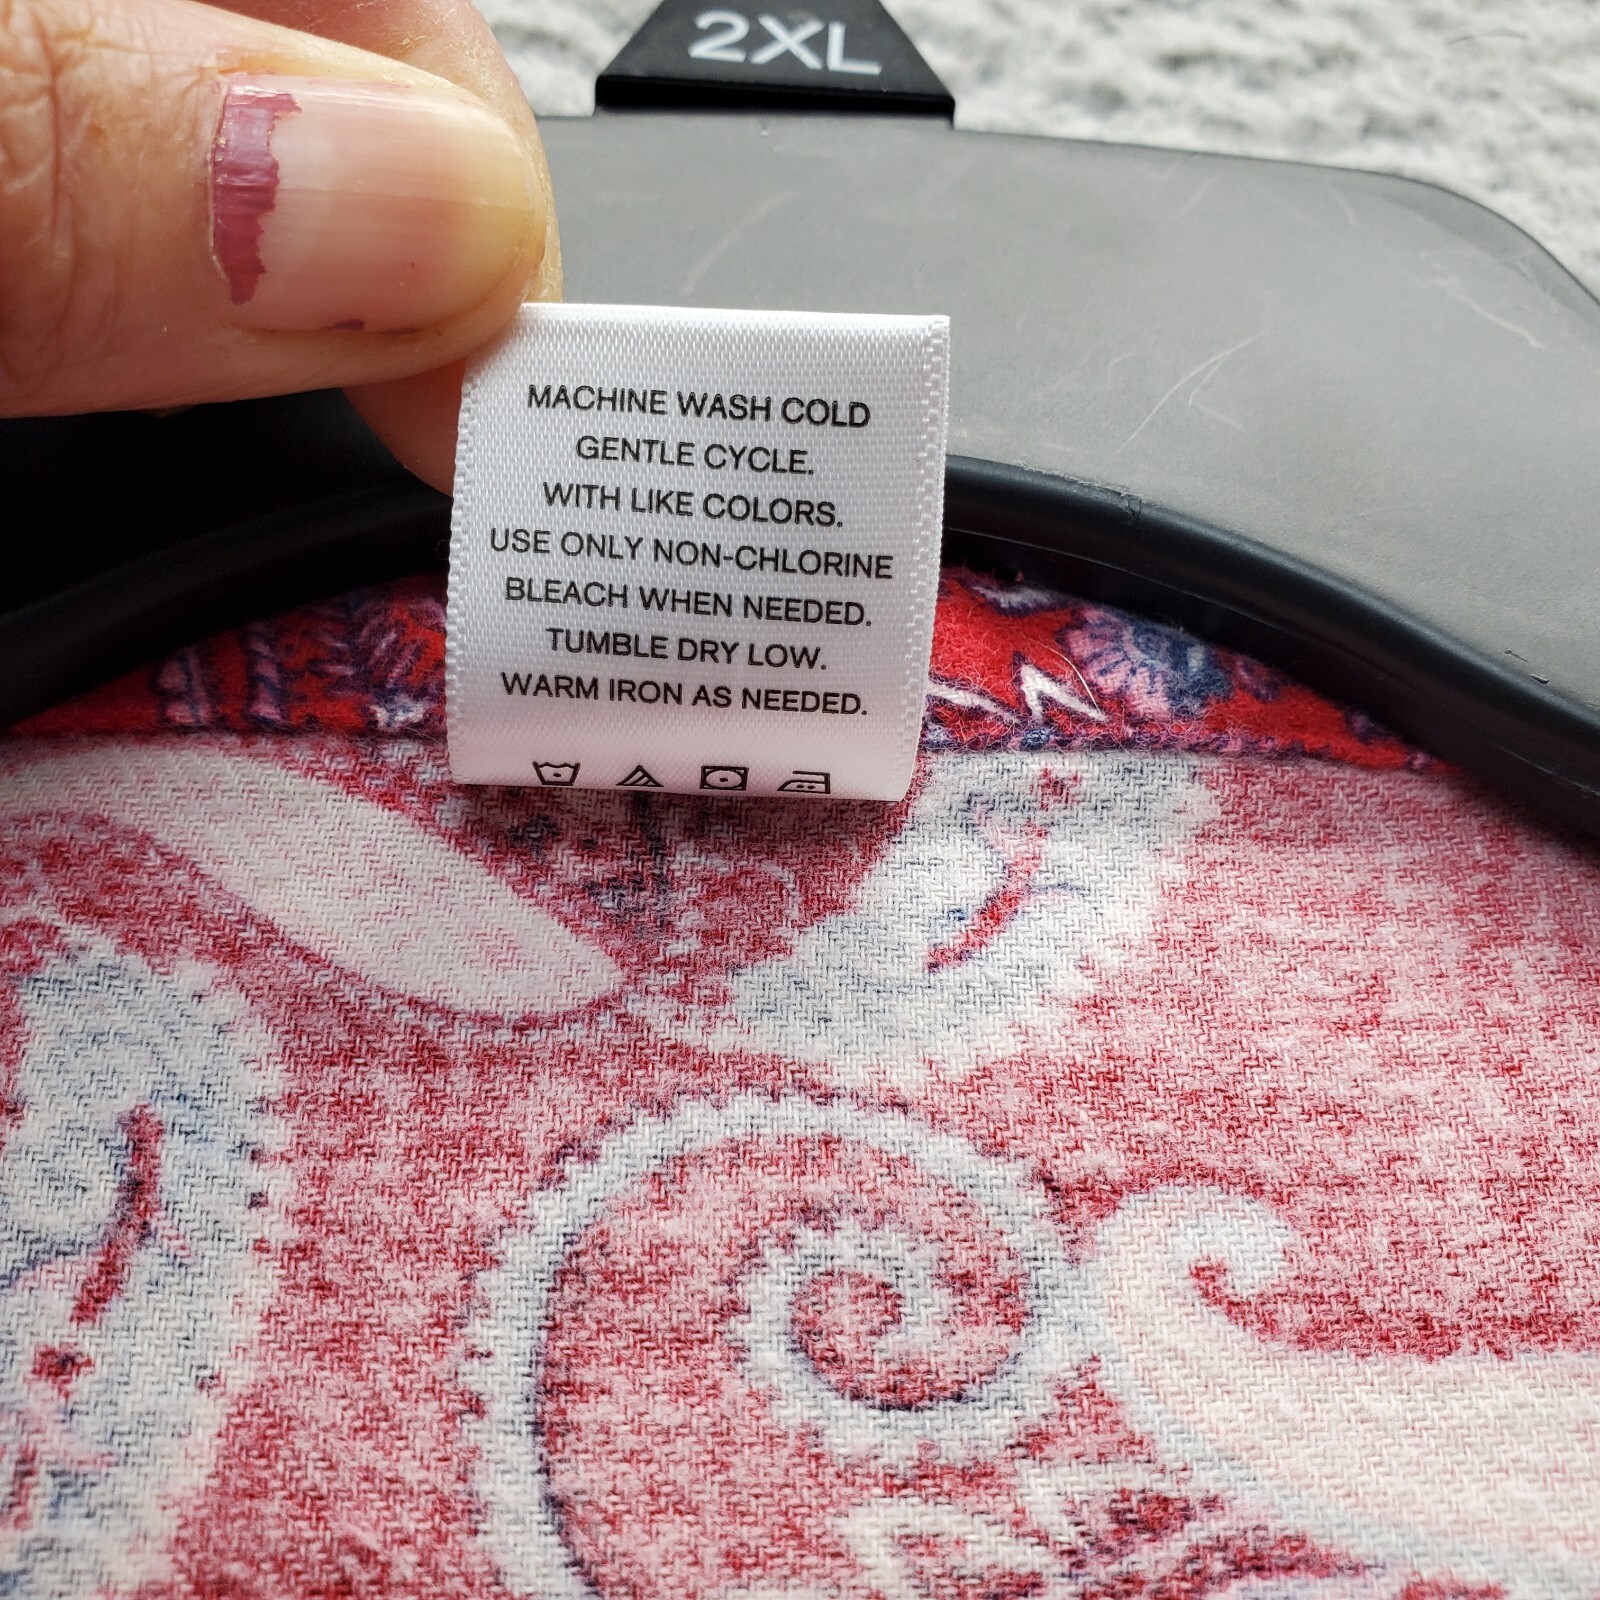 2XL
MACHINE WASH COLD
GENTLE CYCLE.
WITH LIKE COLORS.
USE ONLY NON-CHLORINE
BLEACH WHEN NEEDED.
TUMBLE DRY LOW.
WARM IRON AS NEEDED.